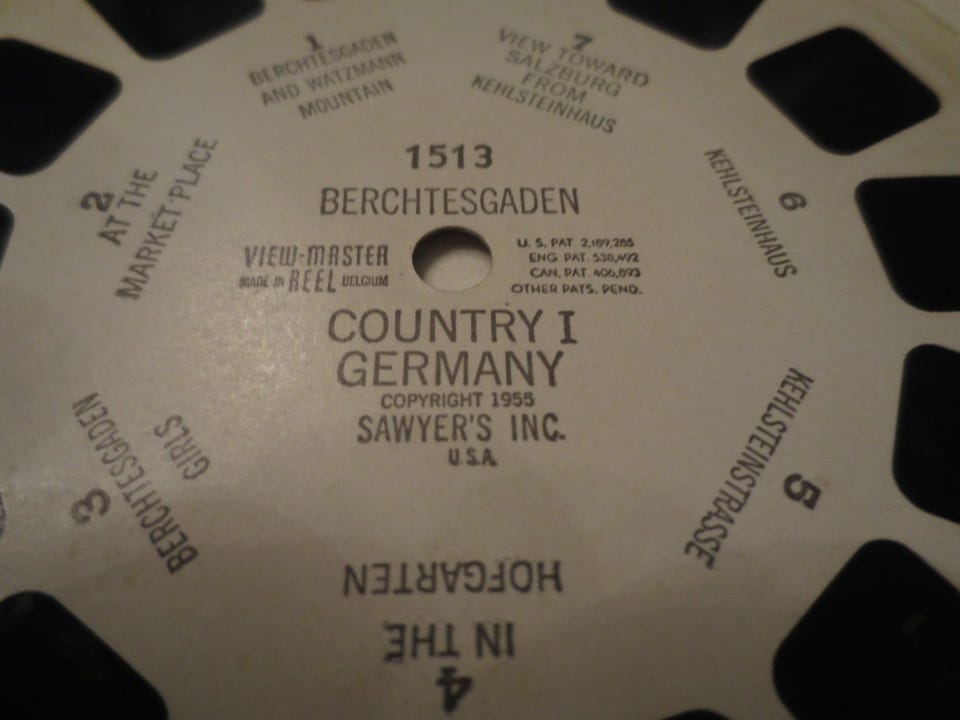 1513
BERCHTESGADEN
VIEW-MASTER
MADE IN REEL BELGIUM
U. S. PAT. 2,189,285
ENG PAT. 538,492
CAN. PAT. 406,893
OTHER PATS. PEND.
COUNTRY I
GERMANY
COPYRIGHT 1955
SAWYER'S INC.
U.S.A.
1
BERCHTESGADEN
AND WATZMANN
MOUNTAIN
2
AT THE
MARKET PLACE
3
BERCHTESGADEN
GIRLS
4
IN THE
HOFGARTEN
5
KEHLSTEINSTRASSE
6
KEHLSTEINHAUS
7
VIEW TOWARD
SALZBURG
FROM
KEHLSTEINHAUS